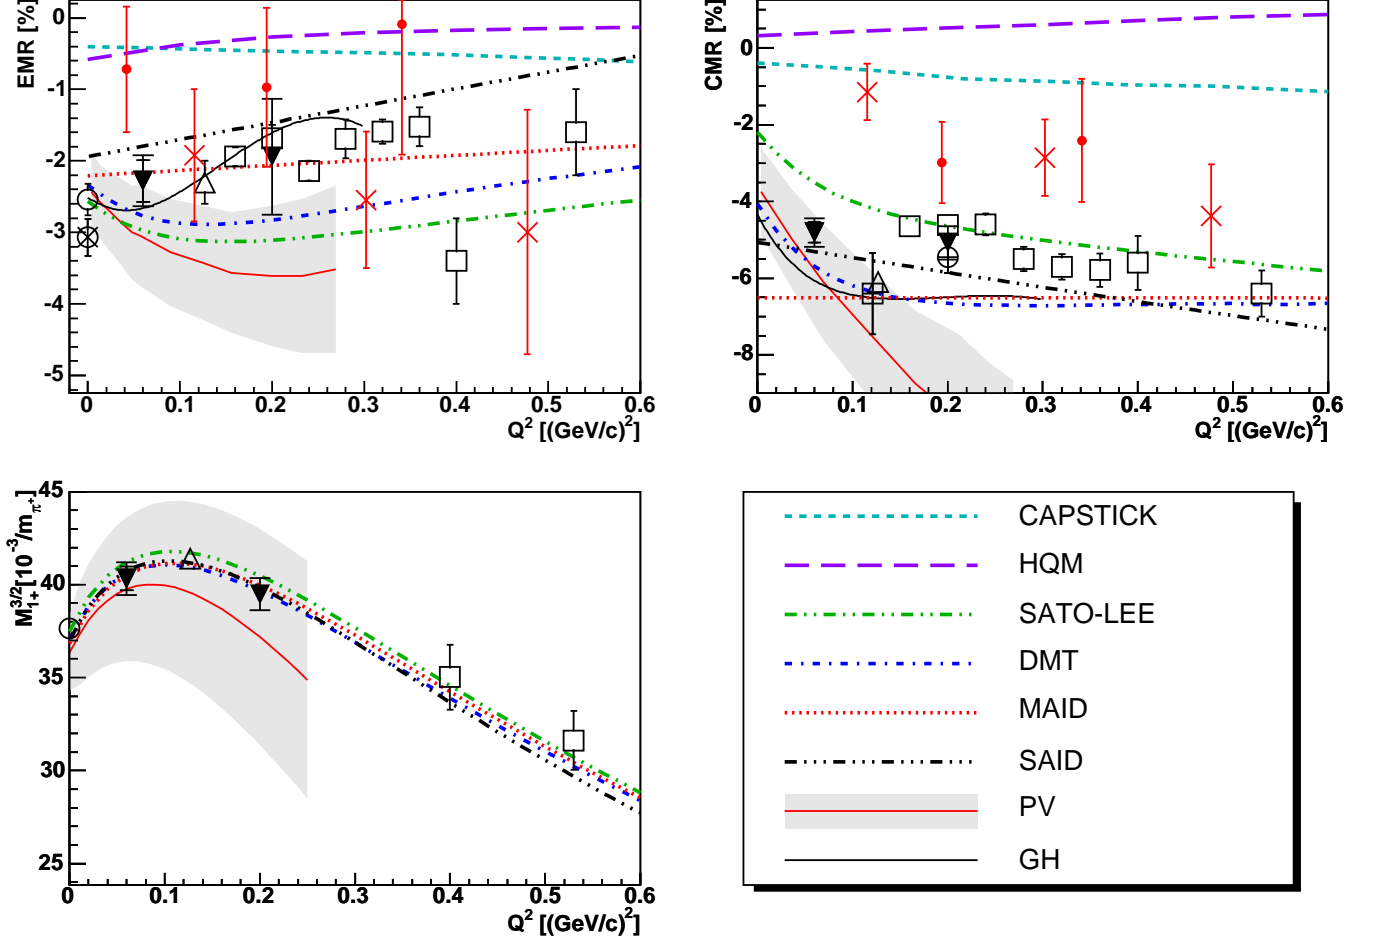 EMR [%]
0
-1
-2
-3
-4
-5
0 0.1 0.2 0.3 0.4 0.5 0.6
Q² [(GeV/c)²]
CMR [%]
0
-2
-4
-6
-8
0 0.1 0.2 0.3 0.4 0.5 0.6
Q² [(GeV/c)²]
M₁₊^3/2[10⁻³/m_π⁺]
45
40
35
30
25
0 0.1 0.2 0.3 0.4 0.5 0.6
Q² [(GeV/c)²]
CAPSTICK
HQM
SATO-LEE
DMT
MAID
SAID
PV
GH